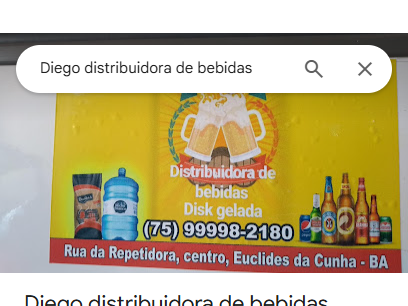 Diego distribuidora de bebidas
Distribuidora de
bebidas
Disk gelada
(75) 99998-2180
Rua da Repetidora, centro, Euclides da Cunha - BA
Diego distribuidora de bebidas